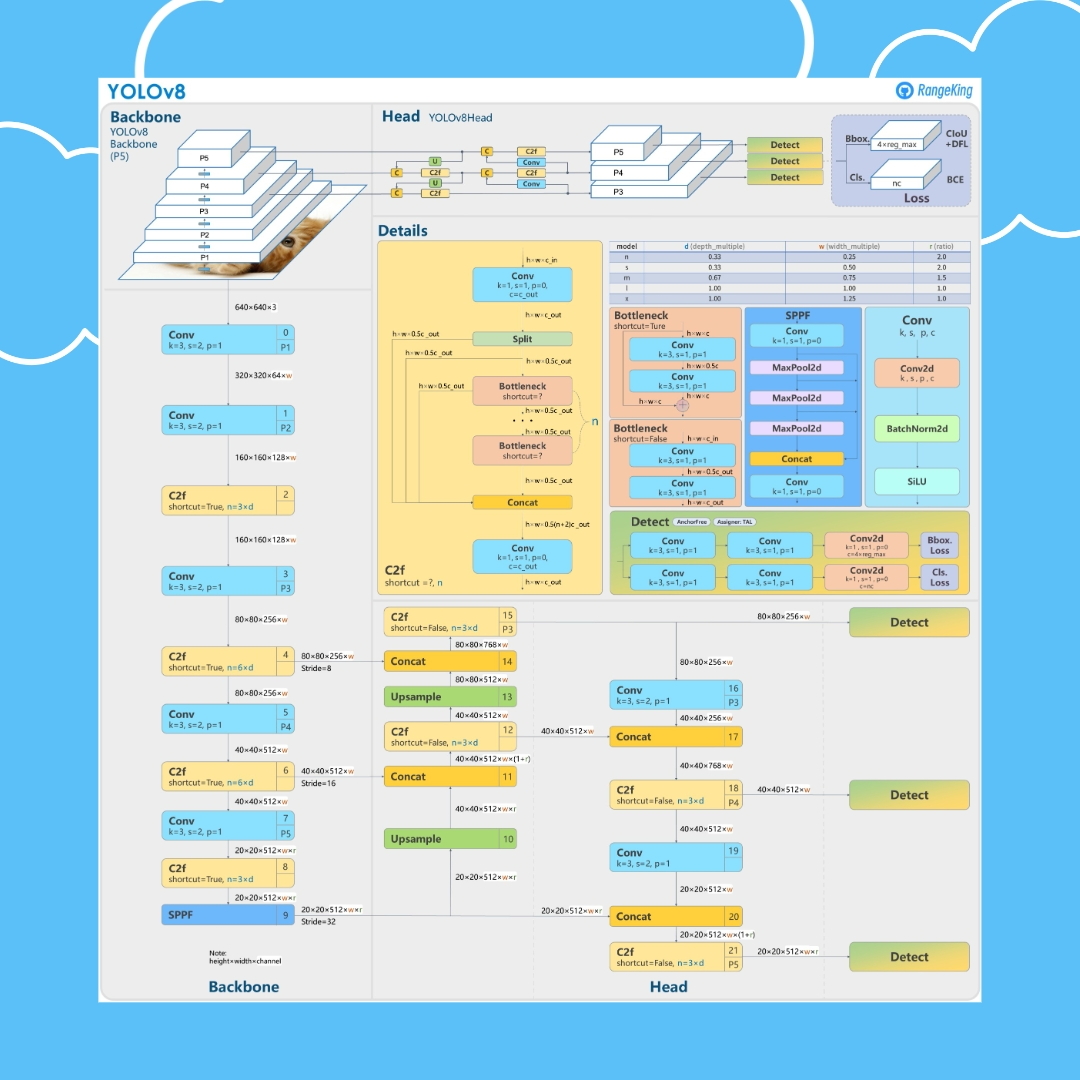 YOLOv8
RangeKing
Backbone
YOLOv8
Backbone
(P5)
P5
P4
P3
P2
P1
Head YOLOv8Head
U
C C2f
U
C C2f
C C2f
Conv
C C2f
Conv
P5
P4
P3
Detect
Detect
Detect
Bbox.
4×reg_max
CIoU
+DFL
Cls.
nc
BCE
Loss
640×640×3
Conv 0
k=3, s=2, p=1 P1
320×320×64×w
Conv 1
k=3, s=2, p=1 P2
160×160×128×w
C2f 2
shortcut=True, n=3×d
160×160×128×w
Conv 3
k=3, s=2, p=1 P3
80×80×256×w
C2f 4
shortcut=True, n=6×d
80×80×256×w
Stride=8
80×80×256×w
Conv 5
k=3, s=2, p=1 P4
40×40×512×w
C2f 6
shortcut=True, n=6×d
40×40×512×w
Stride=16
40×40×512×w
Conv 7
k=3, s=2, p=1 P5
20×20×512×w×r
C2f 8
shortcut=True, n=3×d
20×20×512×w×r
SPPF 9
20×20×512×w×r
Stride=32
Note:
height×width×channel
Backbone
Details
h×w×c_in
Conv
k=1, s=1, p=0,
c=c_out
h×w×c_out
h×w×0.5c_out
Split
h×w×0.5c_out
h×w×0.5c_out
h×w×0.5c_out
Bottleneck
shortcut=?
h×w×0.5c_out
· · ·
h×w×0.5c_out
n
Bottleneck
shortcut=?
h×w×0.5c_out
Concat
h×w×0.5(n+2)c_out
Conv
k=1, s=1, p=0,
c=c_out
h×w×c_out
C2f
shortcut =?, n
model d (depth_multiple) w (width_multiple) r (ratio)
n 0.33 0.25 2.0
s 0.33 0.50 2.0
m 0.67 0.75 1.5
l 1.00 1.00 1.0
x 1.00 1.25 1.0
Bottleneck
shortcut=Ture
h×w×c
Conv
k=3, s=1, p=1
h×w×0.5c
Conv
k=3, s=1, p=1
h×w×c
h×w×c
Bottleneck
shortcut=False
h×w×c_in
Conv
k=3, s=1, p=1
h×w×0.5c_out
Conv
k=3, s=1, p=1
h×w×c_out
SPPF
Conv
k=1, s=1, p=0
MaxPool2d
MaxPool2d
MaxPool2d
Concat
Conv
k=1, s=1, p=0
Conv
k, s, p, c
Conv2d
k, s, p, c
BatchNorm2d
SiLU
Detect AnchorFree Assigner: TAL
Conv
k=3, s=1, p=1
Conv
k=3, s=1, p=1
Conv2d
k=1, s=1, p=0
c=4×reg_max
Bbox.
Loss
Conv
k=3, s=1, p=1
Conv
k=3, s=1, p=1
Conv2d
k=1, s=1, p=0
c=nc
Cls.
Loss
C2f 15
shortcut=False, n=3×d P3
80×80×256×w
Detect
80×80×768×w
Concat 14
80×80×512×w
Upsample 13
40×40×512×w
C2f 12
shortcut=False, n=3×d
40×40×512×w
40×40×512×w×(1+r)
Concat 11
40×40×512×w×r
Upsample 10
20×20×512×w×r
20×20×512×w×r
80×80×256×w
Conv 16
k=3, s=2, p=1 P3
40×40×256×w
Concat 17
40×40×768×w
C2f 18
shortcut=False, n=3×d P4
40×40×512×w
Detect
40×40×512×w
Conv 19
k=3, s=2, p=1
20×20×512×w
Concat 20
20×20×512×w×(1+r)
C2f 21
shortcut=False, n=3×d P5
20×20×512×w×r
Detect
Head